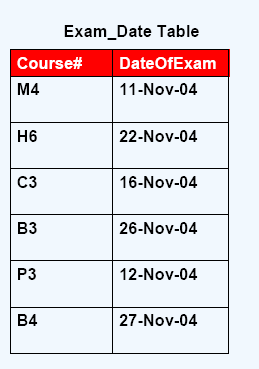 Exam_Date Table
Course# DateOfExam
M4 11-Nov-04
H6 22-Nov-04
C3 16-Nov-04
B3 26-Nov-04
P3 12-Nov-04
B4 27-Nov-04